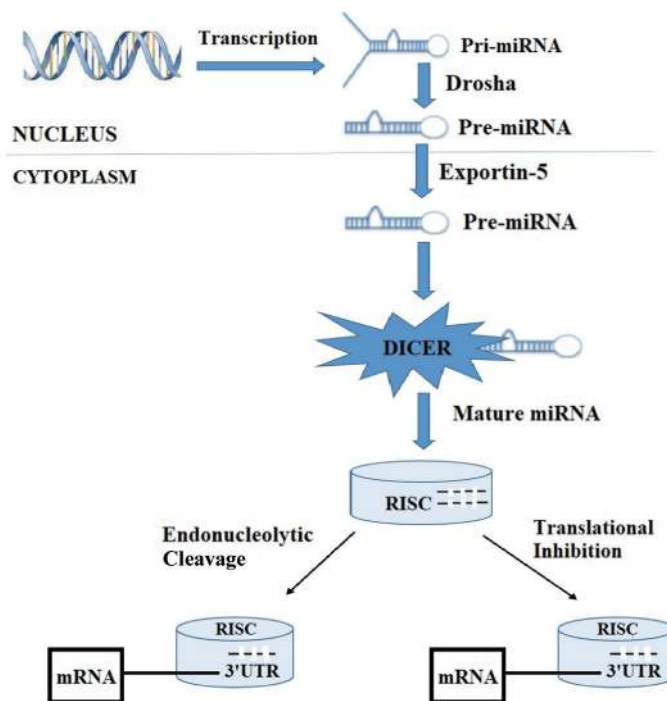 Transcription
Pri-miRNA
Drosha
NUCLEUS
Pre-miRNA
CYTOPLASM
Exportin-5
Pre-miRNA
DICER
Mature miRNA
RISC
Endonucleolytic
Cleavage
Translational
Inhibition
RISC
3'UTR
mRNA
RISC
3'UTR
mRNA